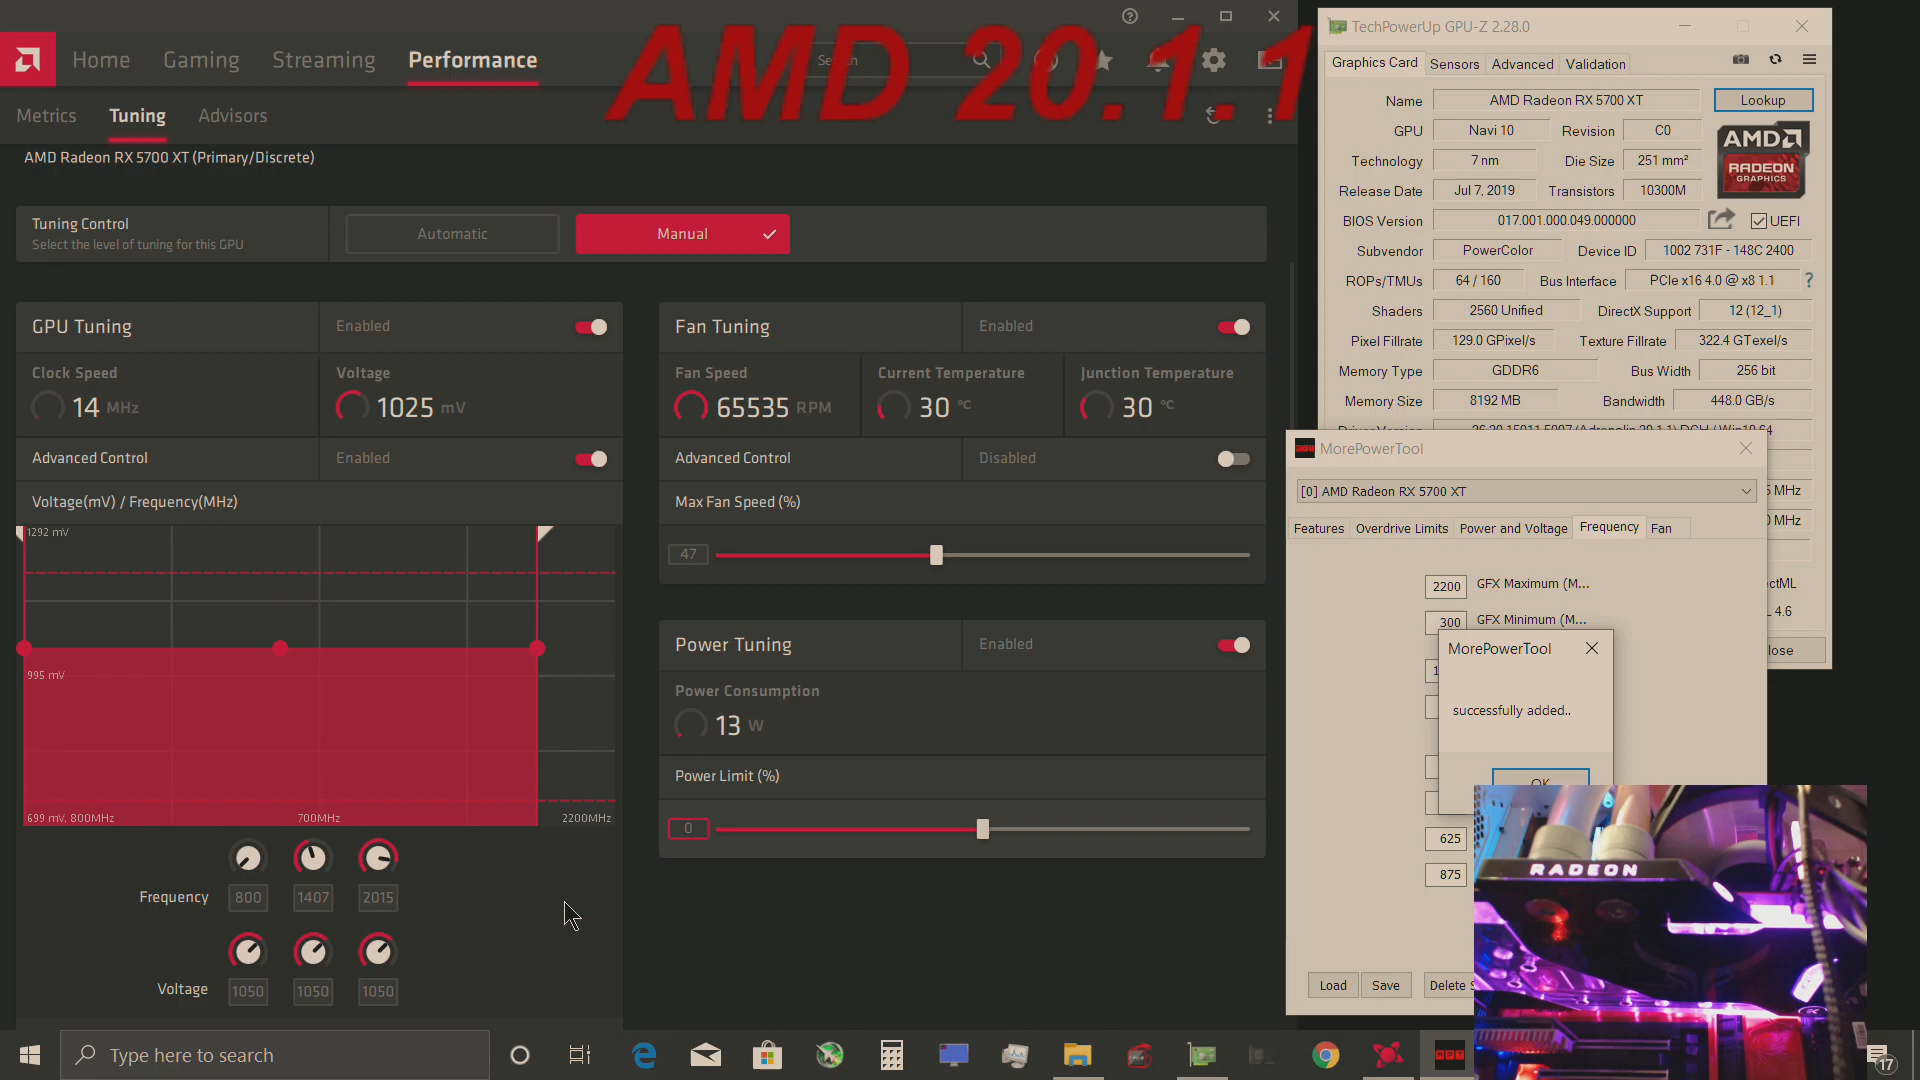 AMD 20.1.1
Home Gaming Streaming Performance Search
Metrics Tuning Advisors
AMD Radeon RX 5700 XT (Primary/Discrete)
Tuning Control
Select the level of tuning for this GPU
Automatic Manual
GPU Tuning Enabled
Clock Speed Voltage
14 MHz 1025 mV
Advanced Control Enabled
Voltage(mV) / Frequency(MHz)
1292 mV
995 mV
699 mV, 800MHz 700MHz 2200MHz
Frequency 800 1407 2015
Voltage 1050 1050 1050
Fan Tuning Enabled
Fan Speed Current Temperature Junction Temperature
65535 RPM 30 °C 30 °C
Advanced Control Disabled
Max Fan Speed (%)
47
Power Tuning Enabled
Power Consumption
13 W
Power Limit (%)
0
TechPowerUp GPU-Z 2.28.0
Graphics Card Sensors Advanced Validation
Name AMD Radeon RX 5700 XT Lookup
GPU Navi 10 Revision C0
Technology 7 nm Die Size 251 mm²
Release Date Jul 7, 2019 Transistors 10300M
BIOS Version 017.001.000.049.000000 UEFI
Subvendor PowerColor Device ID 1002 731F - 148C 2400
ROPs/TMUs 64 / 160 Bus Interface PCIe x16 4.0 @ x8 1.1 ?
Shaders 2560 Unified DirectX Support 12 (12_1)
Pixel Fillrate 129.0 GPixel/s Texture Fillrate 322.4 GTexel/s
Memory Type GDDR6 Bus Width 256 bit
Memory Size 8192 MB Bandwidth 448.0 GB/s
AMD RADEON GRAPHICS
MHz
0 MHz
ectML
4.6
lose
MorePowerTool
[0] AMD Radeon RX 5700 XT
Features Overdrive Limits Power and Voltage Frequency Fan
2200 GFX Maximum (M...
300 GFX Minimum (M...
MorePowerTool
successfully added..
OK
625
875
Load Save Delete S
RADEON
Type here to search
MPT
17